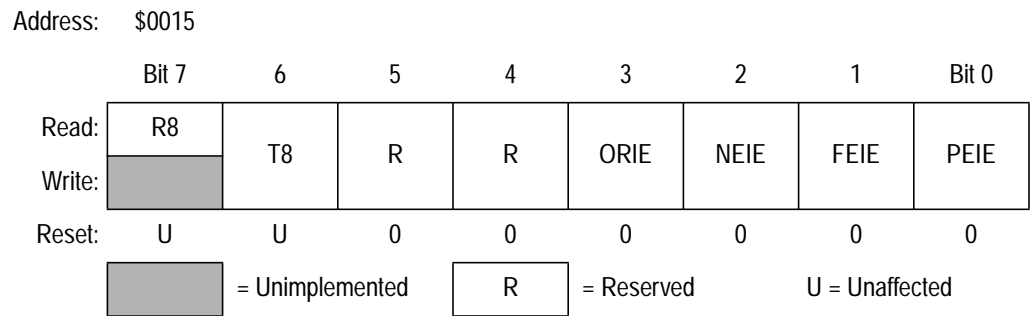 Address: $0015
Bit 7 6 5 4 3 2 1 Bit 0
Read: R8
T8 R R ORIE NEIE FEIE PEIE
Write:
Reset: U U 0 0 0 0 0 0
= Unimplemented R = Reserved U = Unaffected